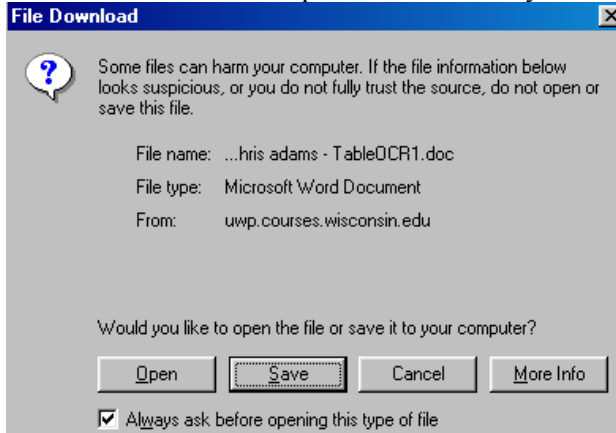 File Download
Some files can harm your computer. If the file information below
looks suspicious, or you do not fully trust the source, do not open or
save this file.
File name: ...hris adams - TableOCR1.doc
File type: Microsoft Word Document
From: uwp.courses.wisconsin.edu
Would you like to open the file or save it to your computer?
Open Save Cancel More Info
Always ask before opening this type of file